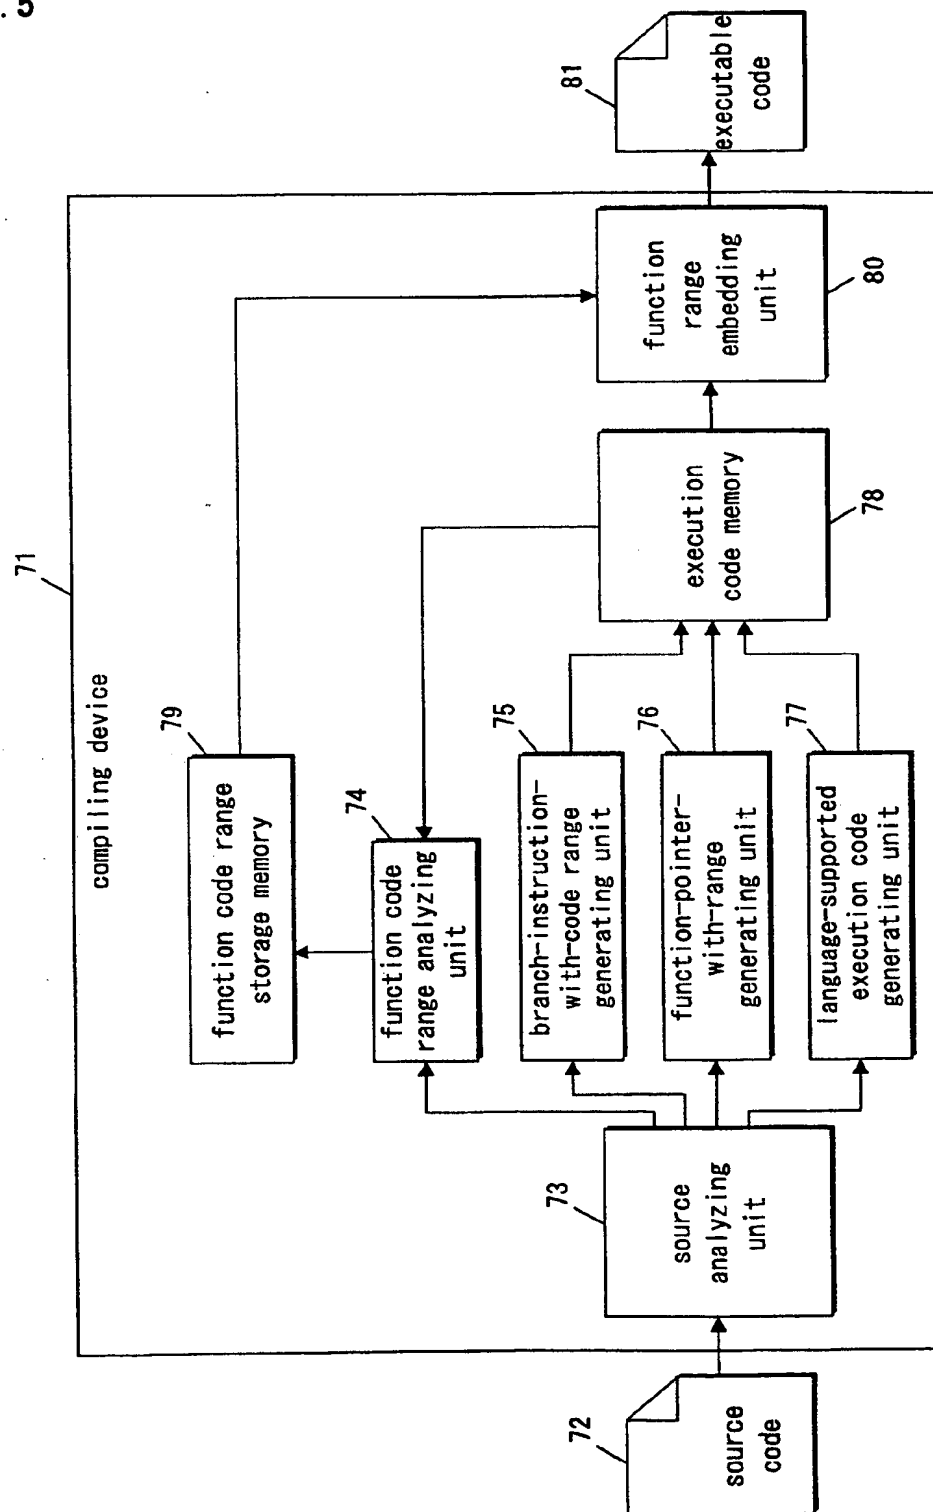 . 5
71
compiling device
72
source
code
73
source
analyzing
unit
79
function code range
storage memory
74
function code
range analyzing
unit
75
branch-instruction-
with-code range
generating unit
76
function-pointer-
with-range
generating unit
77
language-supported
execution code
generating unit
execution
code memory
78
function
range
embedding
unit
80
81
executable
code